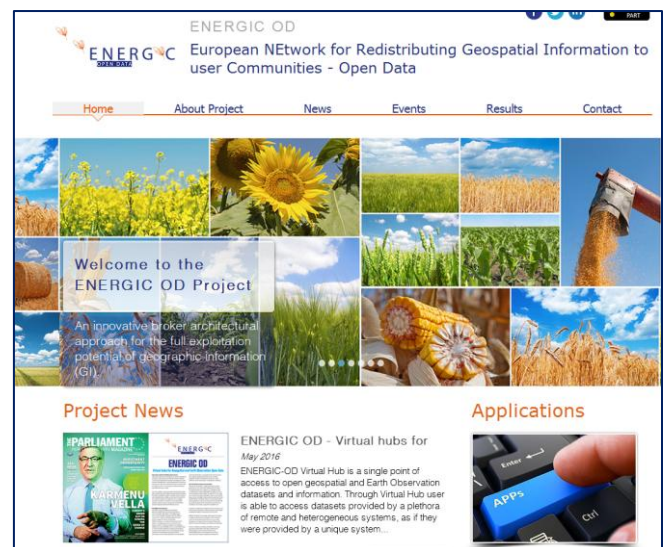 PART
ENERGIC OD
ENERGIC
OPEN DATA
European NEtwork for Redistributing Geospatial Information to
user Communities - Open Data
Home About Project News Events Results Contact
Welcome to the
ENERGIC OD Project
An innovative broker architectural
approach for the full exploitation
potential of geographic information
(GI).
Project News
Applications
PARLIAMENT
KARMENU
VELLA
ENERGIC
ENERGIC OD
ENERGIC OD - Virtual hubs for
May 2016
ENERGIC-OD Virtual Hub is a single point of
access to open geospatial and Earth Observation
datasets and information. Through Virtual Hub user
is able to access datasets provided by a plethora
of remote and heterogeneous systems, as if they
were provided by a unique system...
Enter
APPs
Ctrl